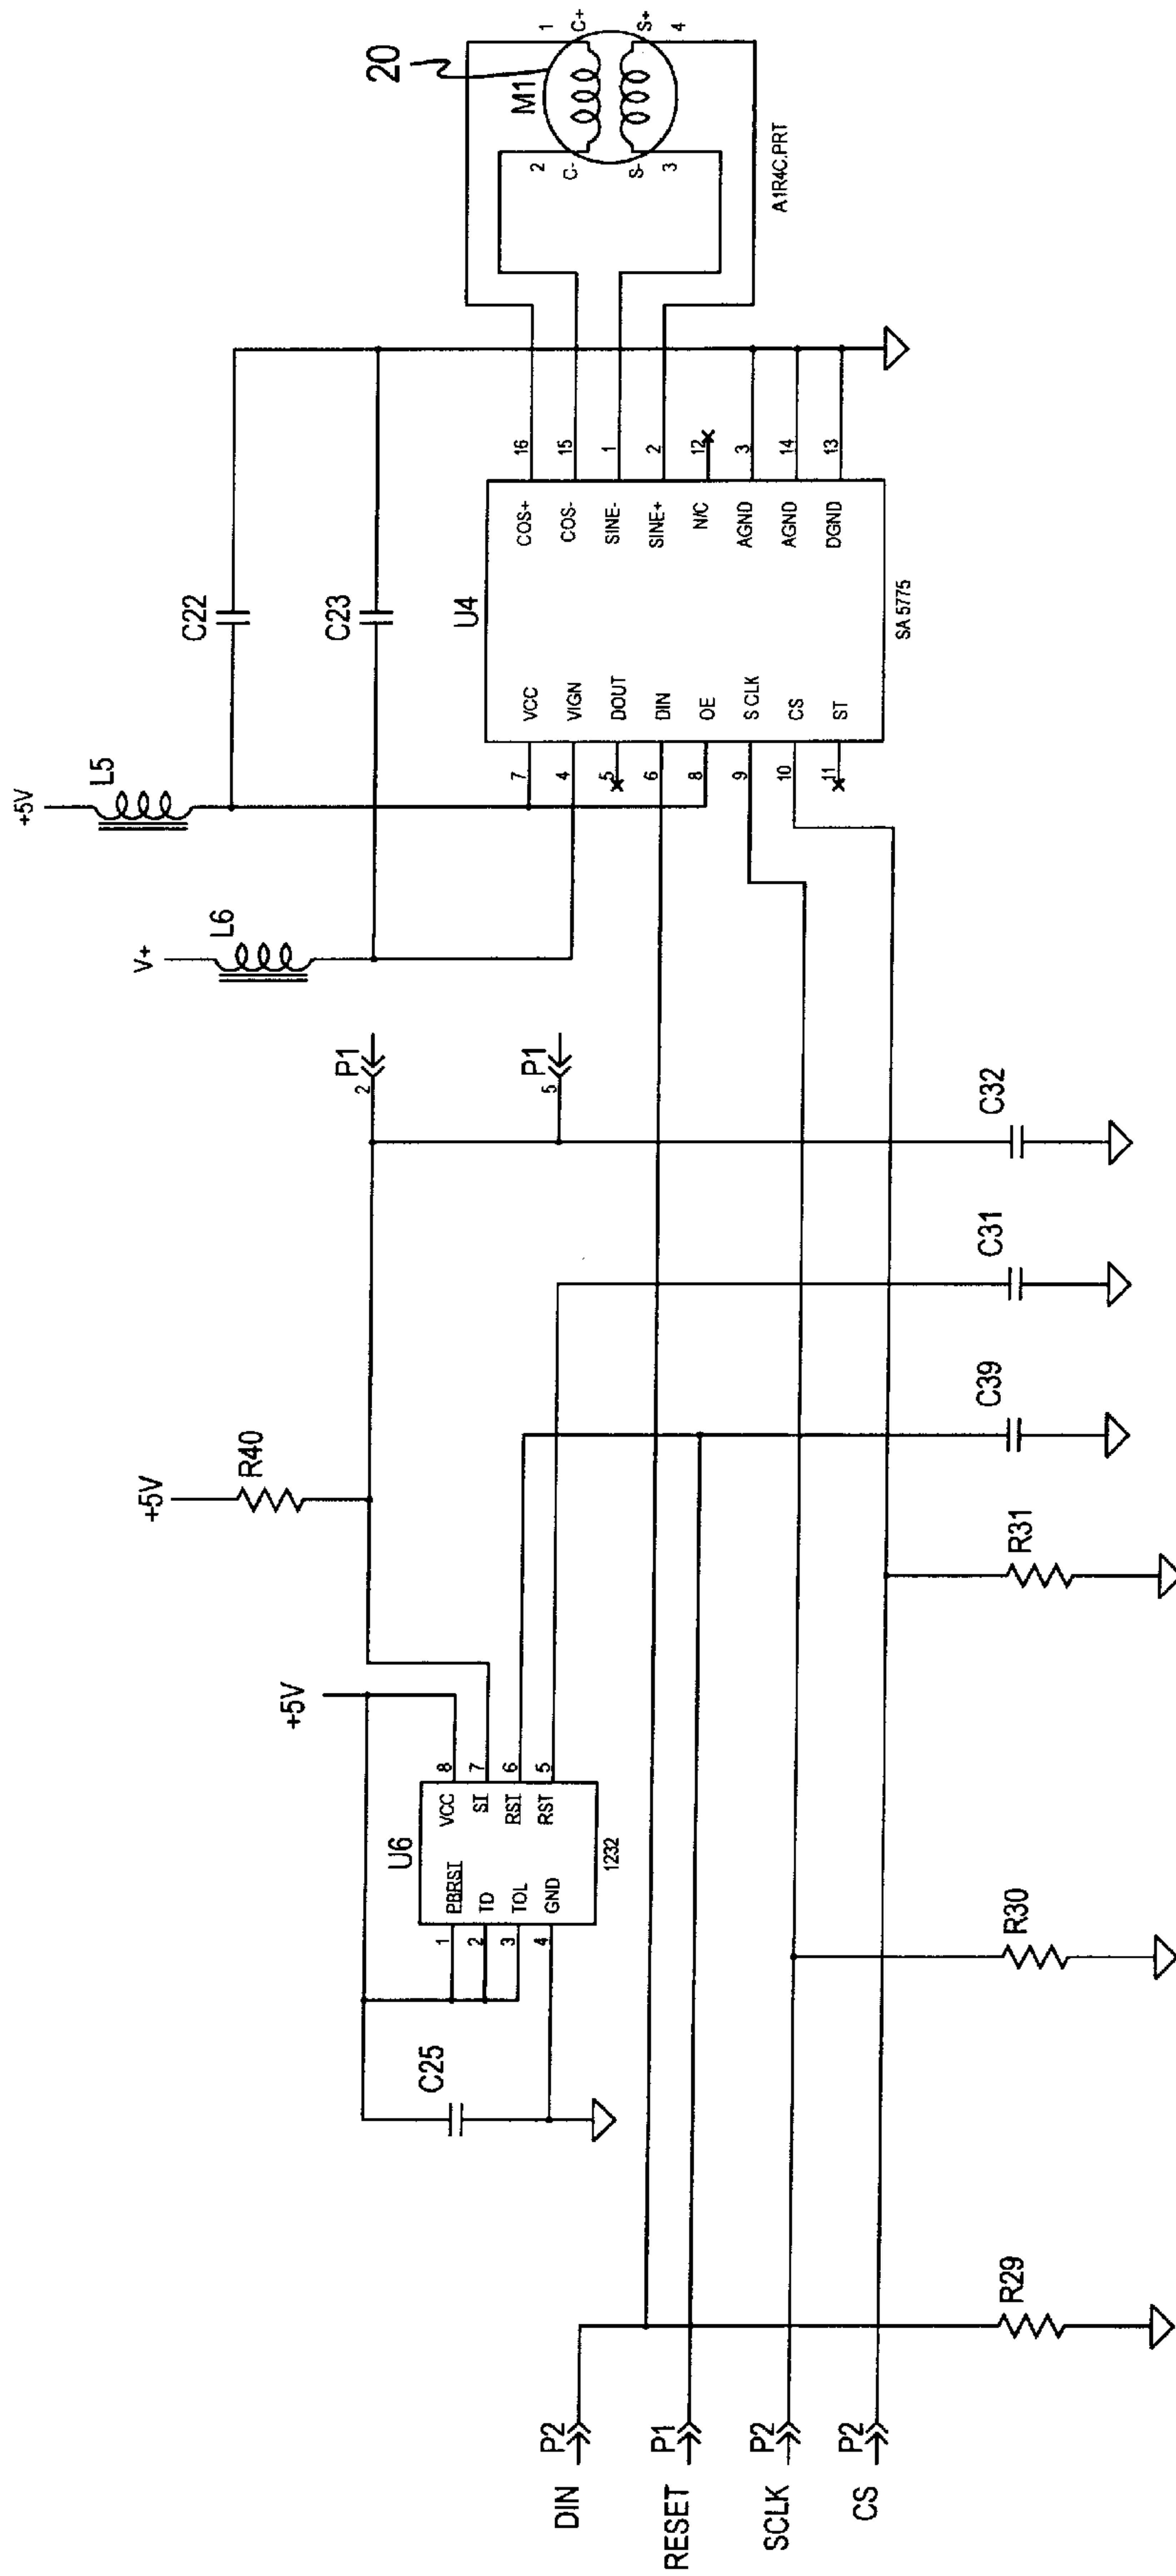 +5V
L5
C22
V+
L6
C23
P1
2
P1
5
+5V
R40
+5V
U6
VCC 8
SI 7
RSI 6
RST 5
PBRSI 1
TD 2
TOL 3
GND 4
1232
C25
U4
VCC 7
VIGN 4
DOUT 5
DIN 6
OE 8
S CLK 9
CS 10
ST 11
COS+ 16
COS- 15
SINE- 1
SINE+ 2
N/C 12
AGND 3
AGND 14
DGND 13
SA 5775
20
M1
1 C+
2 C-
S- 3
S+ 4
A1R4C.PRT
C32
C31
C39
R31
R30
R29
P2
DIN
P1
RESET
P2
SCLK
P2
CS